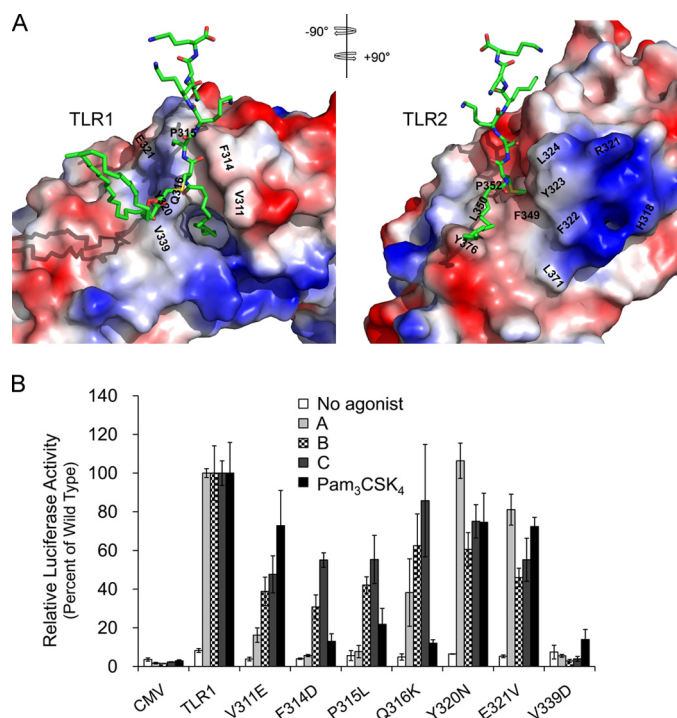 A
-90°
+90°
TLR1
TLR2
E321
P315
F314
Q316
V311
V339
L324
R321
P352
Y323
L350
F349
F322
H318
Y376
L371
B
Relative Luciferase Activity
(Percent of Wild Type)
140
120
100
80
60
40
20
0
No agonist
A
B
C
Pam₃CSK₄
CMV
TLR1
V311E
F314D
P315L
Q316K
Y320N
E321V
V339D